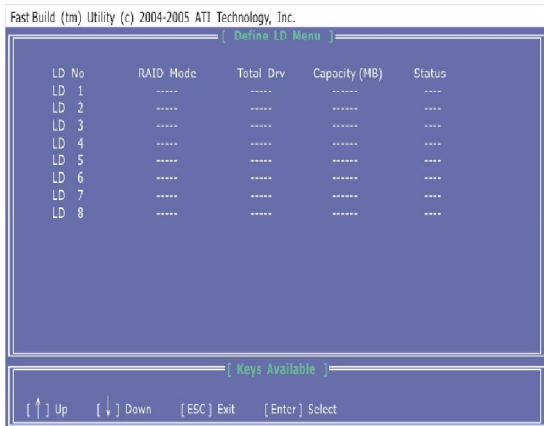 Fast Build (tm) Utility (c) 2004-2005 ATI Technology, Inc.
[ Define LD Menu ]
LD No RAID Mode Total Drv Capacity (MB) Status
LD 1 ----- ----- ------ ----
LD 2 ----- ----- ------ ----
LD 3 ----- ----- ------ ----
LD 4 ----- ----- ------ ----
LD 5 ----- ----- ------ ----
LD 6 ----- ----- ------ ----
LD 7 ----- ----- ------ ----
LD 8 ----- ----- ------ ----
[ Keys Available ]
[ ↑ ] Up [ ↓ ] Down [ ESC ] Exit [ Enter ] Select